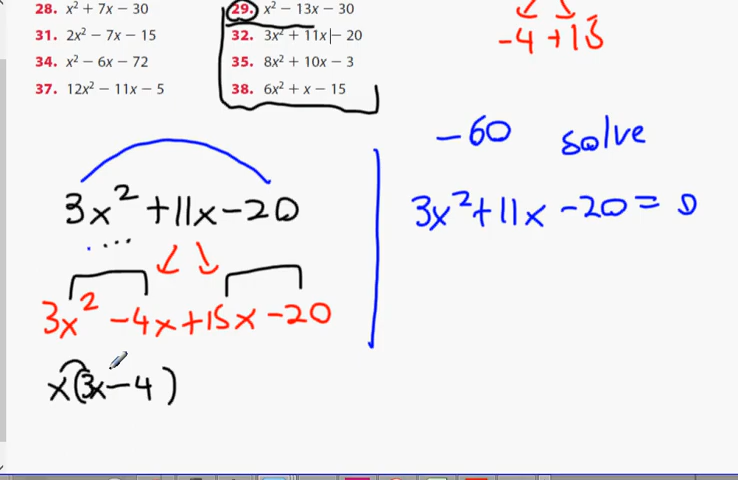 28. x² + 7x − 30
29. x² − 13x − 30
31. 2x² − 7x − 15
32. 3x² + 11x − 20
34. x² − 6x − 72
35. 8x² + 10x − 3
37. 12x² − 11x − 5
38. 6x² + x − 15
-4 +15
-60 solve
3x² +11x -20
3x² +11x -20 = 0
3x² -4x +15x -20
x(3x-4)